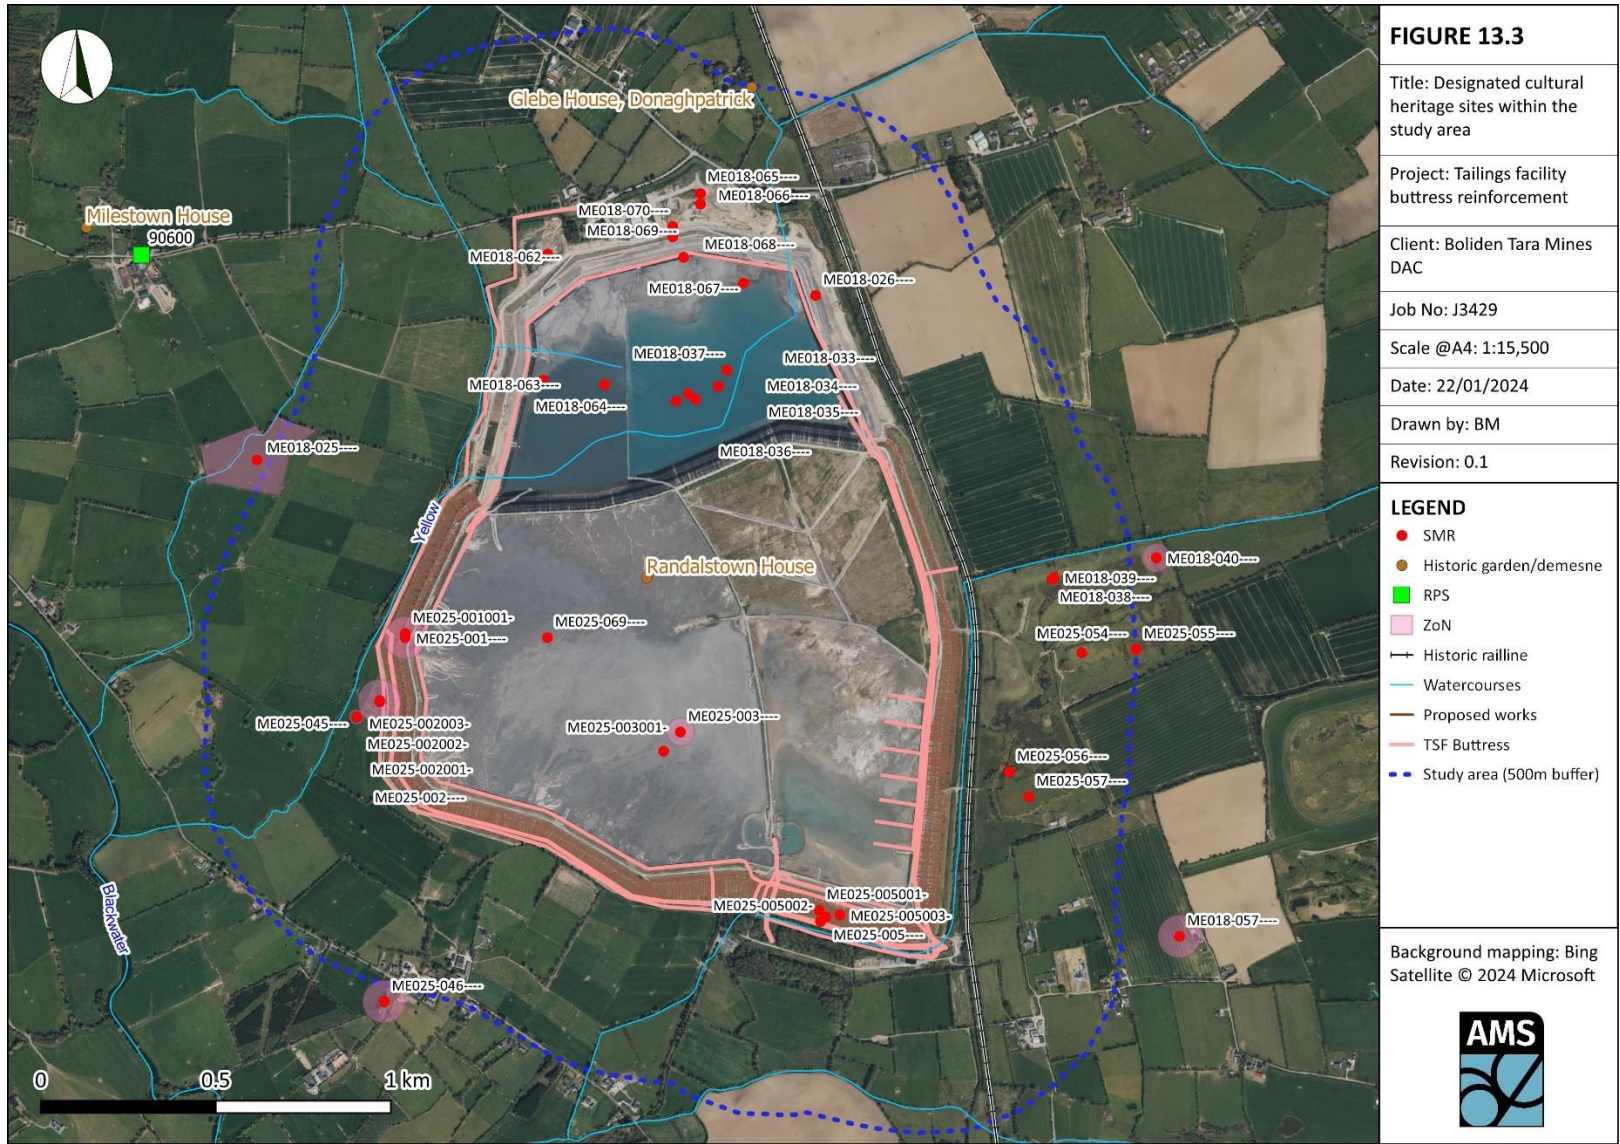 Glebe House, Donaghpatrick
ME018-065----
ME018-066----
ME018-070----
Milestown House
90600
ME018-069----
ME018-068----
ME018-062----
ME018-067----
ME018-026----
ME018-037----
ME018-033----
ME018-063----
ME018-034----
ME018-064----
ME018-035----
ME018-025----
ME018-036----
Yellow
ME018-040----
Randalstown House
ME018-039----
ME018-038----
ME025-001001-
ME025-069----
ME025-001----
ME025-054----
ME025-055----
ME025-045----
ME025-002003-
ME025-003001-
ME025-003----
ME025-002002-
ME025-056----
ME025-002001-
ME025-057----
ME025-002----
ME025-005001-
ME025-005002-
ME025-005003-
ME025-005----
Blackwater
ME018-057----
ME025-046----
0
0.5
1 km
FIGURE 13.3
Title: Designated cultural
heritage sites within the
study area
Project: Tailings facility
buttress reinforcement
Client: Boliden Tara Mines
DAC
Job No: J3429
Scale @A4: 1:15,500
Date: 22/01/2024
Drawn by: BM
Revision: 0.1
LEGEND
SMR
Historic garden/demesne
RPS
ZoN
Historic railline
Watercourses
Proposed works
TSF Buttress
Study area (500m buffer)
Background mapping: Bing
Satellite © 2024 Microsoft
AMS